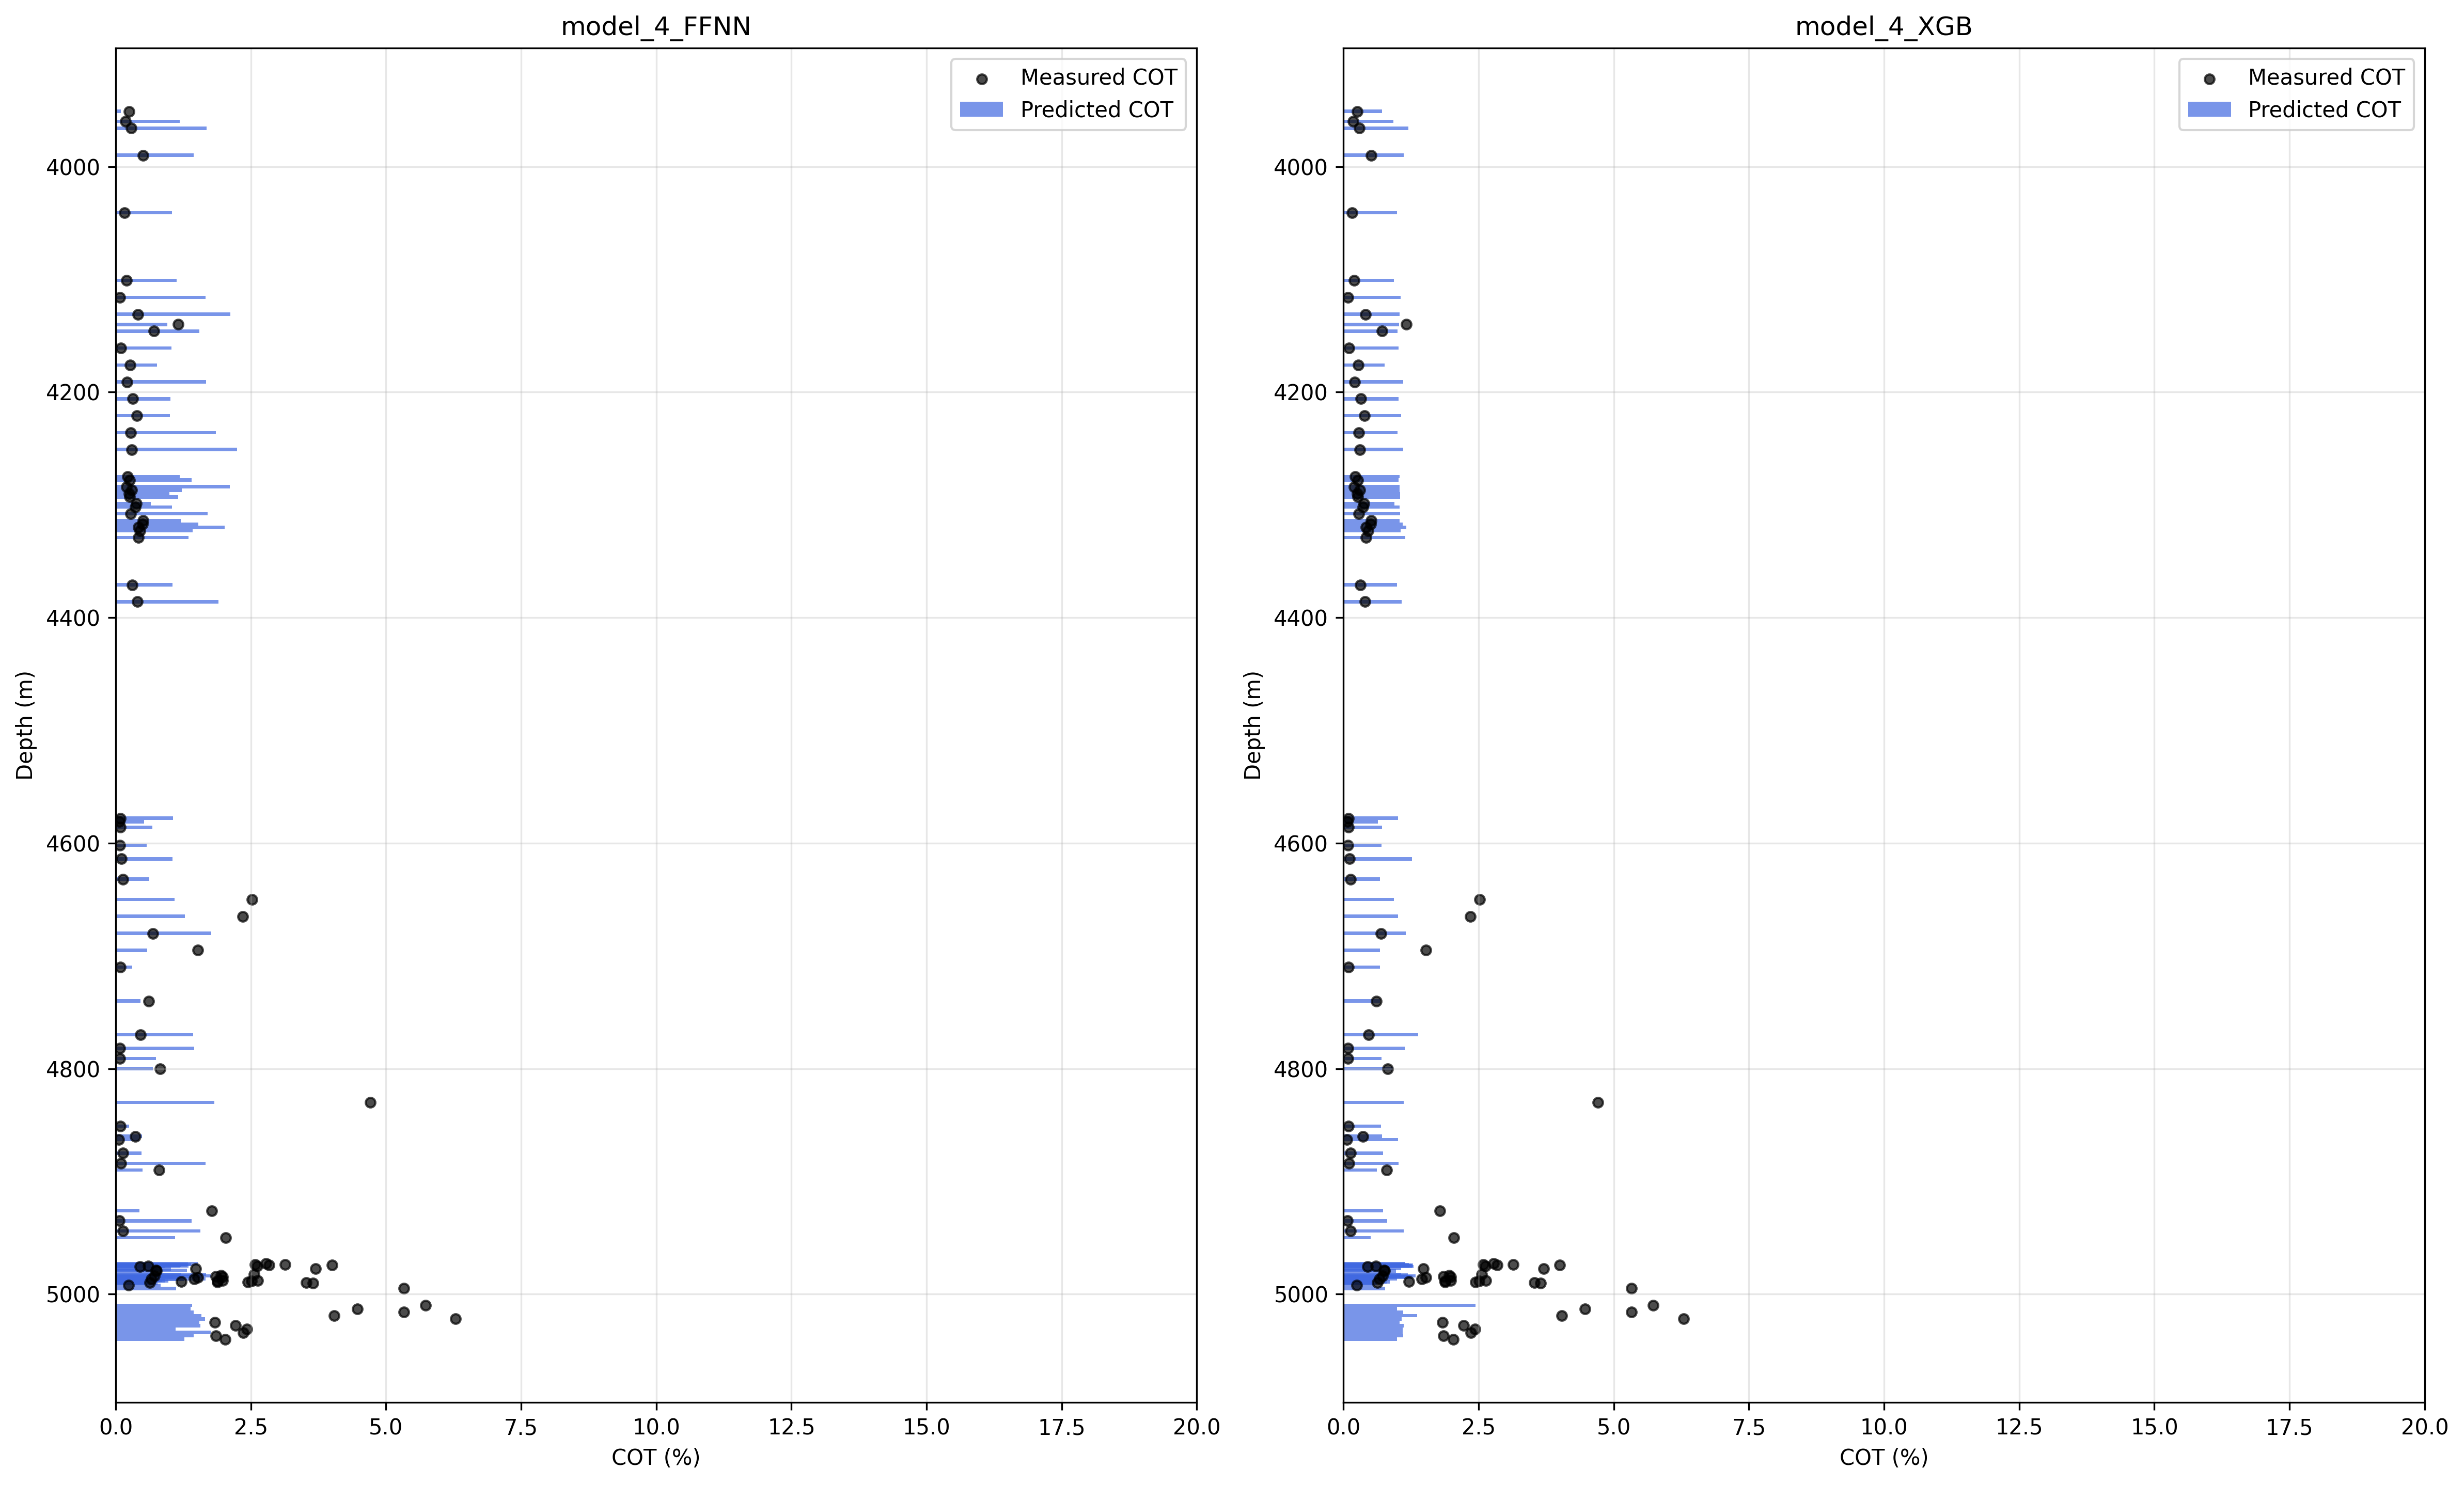 model_4_FFNN
Measured COT
Predicted COT
4000
4200
4400
4600
4800
5000
Depth (m)
0.0 2.5 5.0 7.5 10.0 12.5 15.0 17.5 20.0
COT (%)
model_4_XGB
Measured COT
Predicted COT
4000
4200
4400
4600
4800
5000
Depth (m)
0.0 2.5 5.0 7.5 10.0 12.5 15.0 17.5 20.0
COT (%)